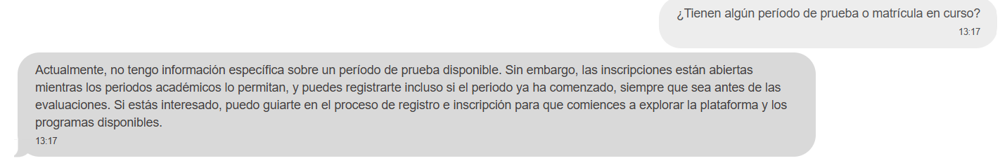 ¿Tienen algún período de prueba o matrícula en curso?
13:17
Actualmente, no tengo información específica sobre un período de prueba disponible. Sin embargo, las inscripciones están abiertas
mientras los periodos académicos lo permitan, y puedes registrarte incluso si el periodo ya ha comenzado, siempre que sea antes de las
evaluaciones. Si estás interesado, puedo guiarte en el proceso de registro e inscripción para que comiences a explorar la plataforma y los
programas disponibles.
13:17